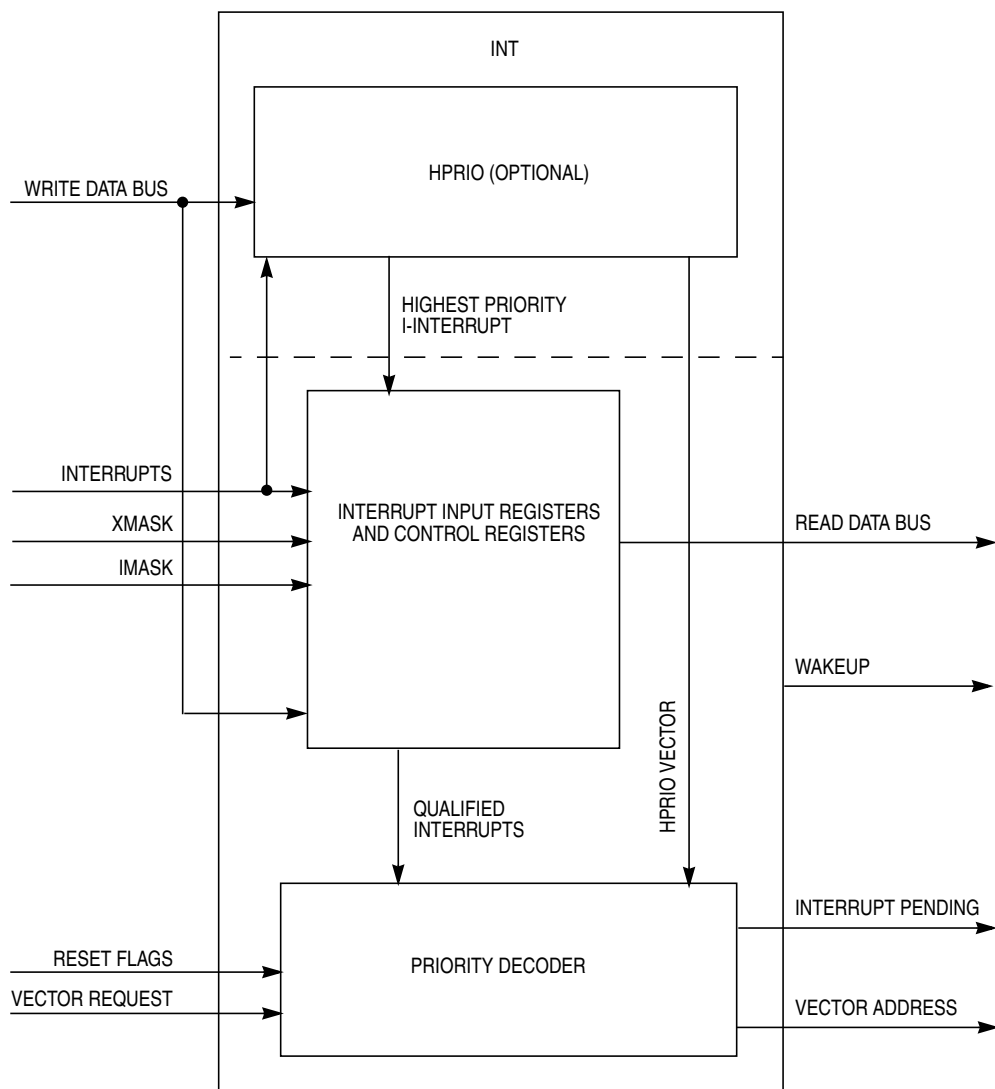 INT
HPRIO (OPTIONAL)
WRITE DATA BUS
HIGHEST PRIORITY
I-INTERRUPT
INTERRUPTS
XMASK
IMASK
INTERRUPT INPUT REGISTERS
AND CONTROL REGISTERS
READ DATA BUS
WAKEUP
HPRIO VECTOR
QUALIFIED
INTERRUPTS
INTERRUPT PENDING
RESET FLAGS
PRIORITY DECODER
VECTOR REQUEST
VECTOR ADDRESS